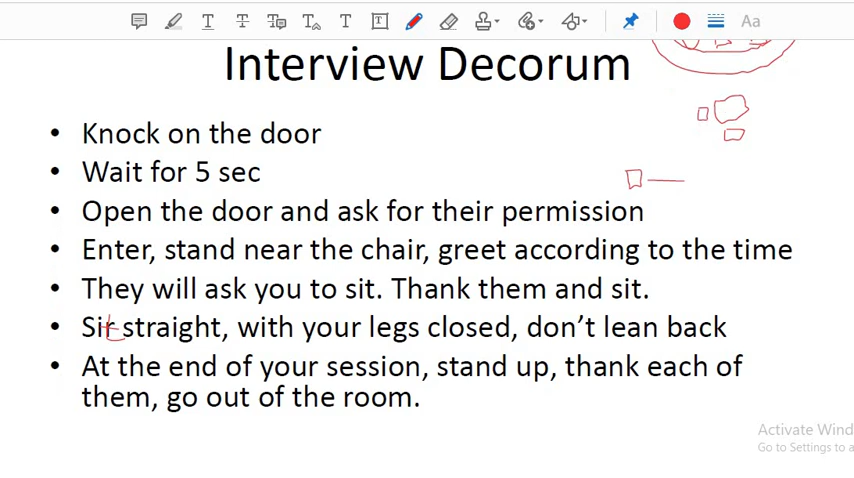 Aa
Interview Decorum
• Knock on the door
• Wait for 5 sec
• Open the door and ask for their permission
• Enter, stand near the chair, greet according to the time
• They will ask you to sit. Thank them and sit.
• Sir straight, with your legs closed, don't lean back
• At the end of your session, stand up, thank each of
them, go out of the room.
Activate Wind
Go to Settings to a